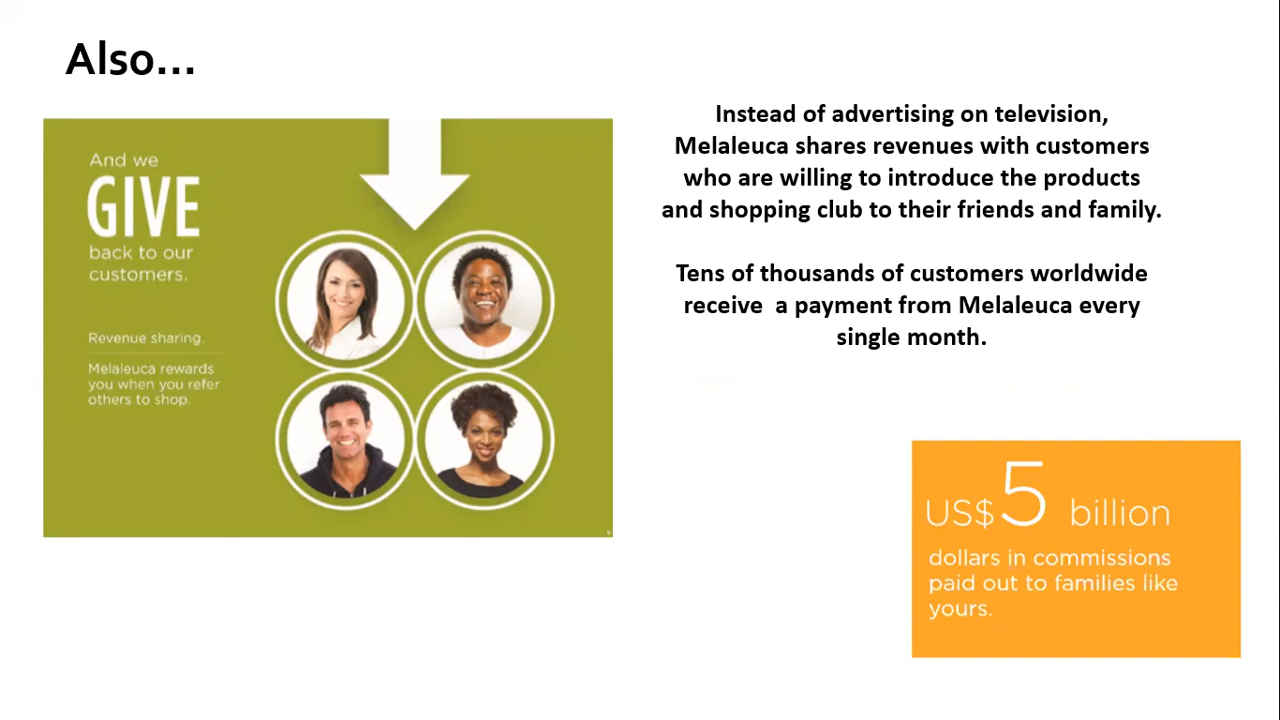 Also...
And we
GIVE
back to our
customers.
Revenue sharing.
Melaleuca rewards
you when you refer
others to shop.
Instead of advertising on television,
Melaleuca shares revenues with customers
who are willing to introduce the products
and shopping club to their friends and family.
Tens of thousands of customers worldwide
receive  a payment from Melaleuca every
single month.
US$5 billion
dollars in commissions
paid out to families like
yours.